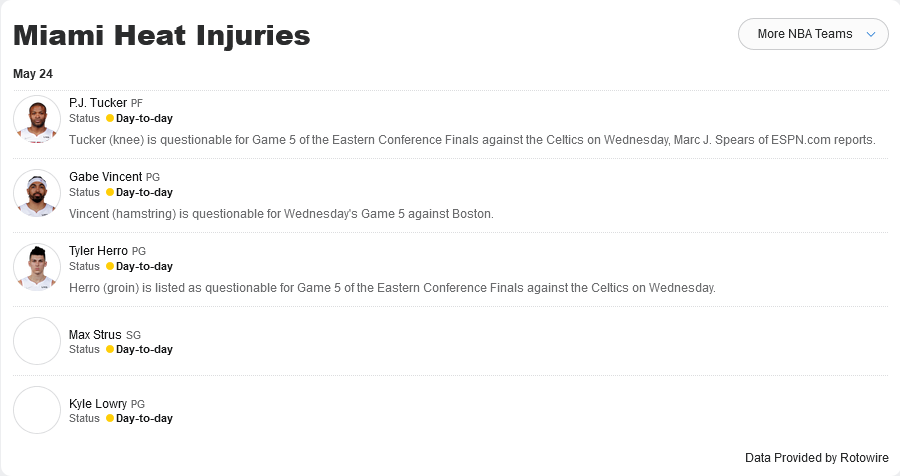 Miami Heat Injuries
More NBA Teams
May 24
P.J. Tucker PF
Status Day-to-day
Tucker (knee) is questionable for Game 5 of the Eastern Conference Finals against the Celtics on Wednesday, Marc J. Spears of ESPN.com reports.
Gabe Vincent PG
Status Day-to-day
Vincent (hamstring) is questionable for Wednesday's Game 5 against Boston.
Tyler Herro PG
Status Day-to-day
Herro (groin) is listed as questionable for Game 5 of the Eastern Conference Finals against the Celtics on Wednesday.
Max Strus SG
Status Day-to-day
Kyle Lowry PG
Status Day-to-day
Data Provided by Rotowire